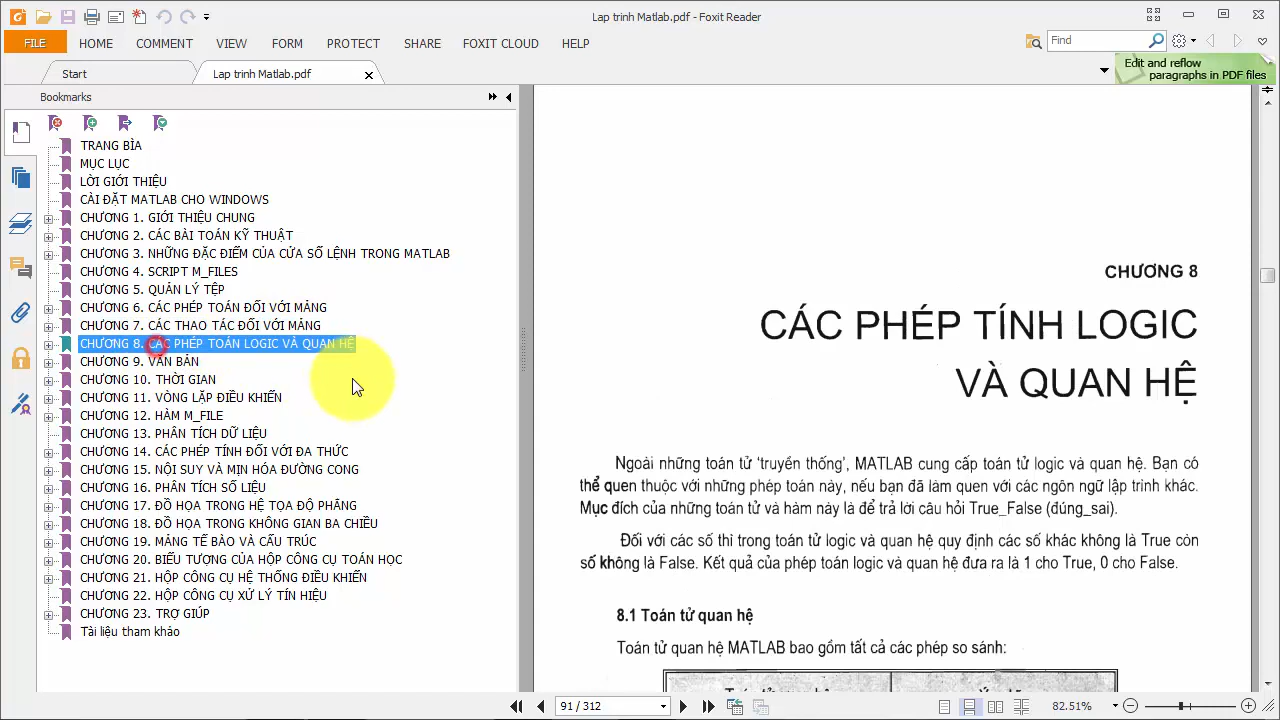 Lap trinh Matlab.pdf - Foxit Reader
FILE HOME COMMENT VIEW FORM PROTECT SHARE FOXIT CLOUD HELP
Find
Start
Lap trinh Matlab.pdf
Edit and reflow
paragraphs in PDF files
Bookmarks
TRANG BÌA
MỤC LỤC
LỜI GIỚI THIỆU
CÀI ĐẶT MATLAB CHO WINDOWS
CHƯƠNG 1. GIỚI THIỆU CHUNG
CHƯƠNG 2. CÁC BÀI TOÁN KỸ THUẬT
CHƯƠNG 3. NHỮNG ĐẶC ĐIỂM CỦA CỬA SỔ LỆNH TRONG MATLAB
CHƯƠNG 4. SCRIPT M_FILES
CHƯƠNG 5. QUẢN LÝ TỆP
CHƯƠNG 6. CÁC PHÉP TOÁN ĐỐI VỚI MẢNG
CHƯƠNG 7. CÁC THAO TÁC ĐỐI VỚI MẢNG
CHƯƠNG 8. CÁC PHÉP TOÁN LOGIC VÀ QUAN HỆ
CHƯƠNG 9. VĂN BẢN
CHƯƠNG 10. THỜI GIAN
CHƯƠNG 11. VÒNG LẶP ĐIỀU KHIỂN
CHƯƠNG 12. HÀM M_FILE
CHƯƠNG 13. PHÂN TÍCH DỮ LIỆU
CHƯƠNG 14. CÁC PHÉP TÍNH ĐỐI VỚI ĐA THỨC
CHƯƠNG 15. NỘI SUY VÀ MỊN HÓA ĐƯỜNG CONG
CHƯƠNG 16. PHÂN TÍCH SỐ LIỆU
CHƯƠNG 17. ĐỒ HỌA TRONG HỆ TỌA ĐỘ PHẲNG
CHƯƠNG 18. ĐỒ HỌA TRONG KHÔNG GIAN BA CHIỀU
CHƯƠNG 19. MẢNG TẾ BÀO VÀ CẤU TRÚC
CHƯƠNG 20. BIỂU TƯỢNG CỦA HỘP CÔNG CỤ TOÁN HỌC
CHƯƠNG 21. HỘP CÔNG CỤ HỆ THỐNG ĐIỀU KHIỂN
CHƯƠNG 22. HỘP CÔNG CỤ XỬ LÝ TÍN HIỆU
CHƯƠNG 23. TRỢ GIÚP
Tài liệu tham khảo
CHƯƠNG 8
CÁC PHÉP TÍNH LOGIC
VÀ QUAN HỆ
Ngoài những toán tử 'truyền thống', MATLAB cung cấp toán tử logic và quan hệ. Bạn có
thể quen thuộc với những phép toán này, nếu bạn đã làm quen với các ngôn ngữ lập trình khác.
Mục đích của những toán tử và hàm này là để trả lời câu hỏi True_False (đúng_sai).
Đối với các số thì trong toán tử logic và quan hệ quy định các số khác không là True còn
số không là False. Kết quả của phép toán logic và quan hệ đưa ra là 1 cho True, 0 cho False.
8.1 Toán tử quan hệ
Toán tử quan hệ MATLAB bao gồm tất cả các phép so sánh:
91 / 312
82.51%